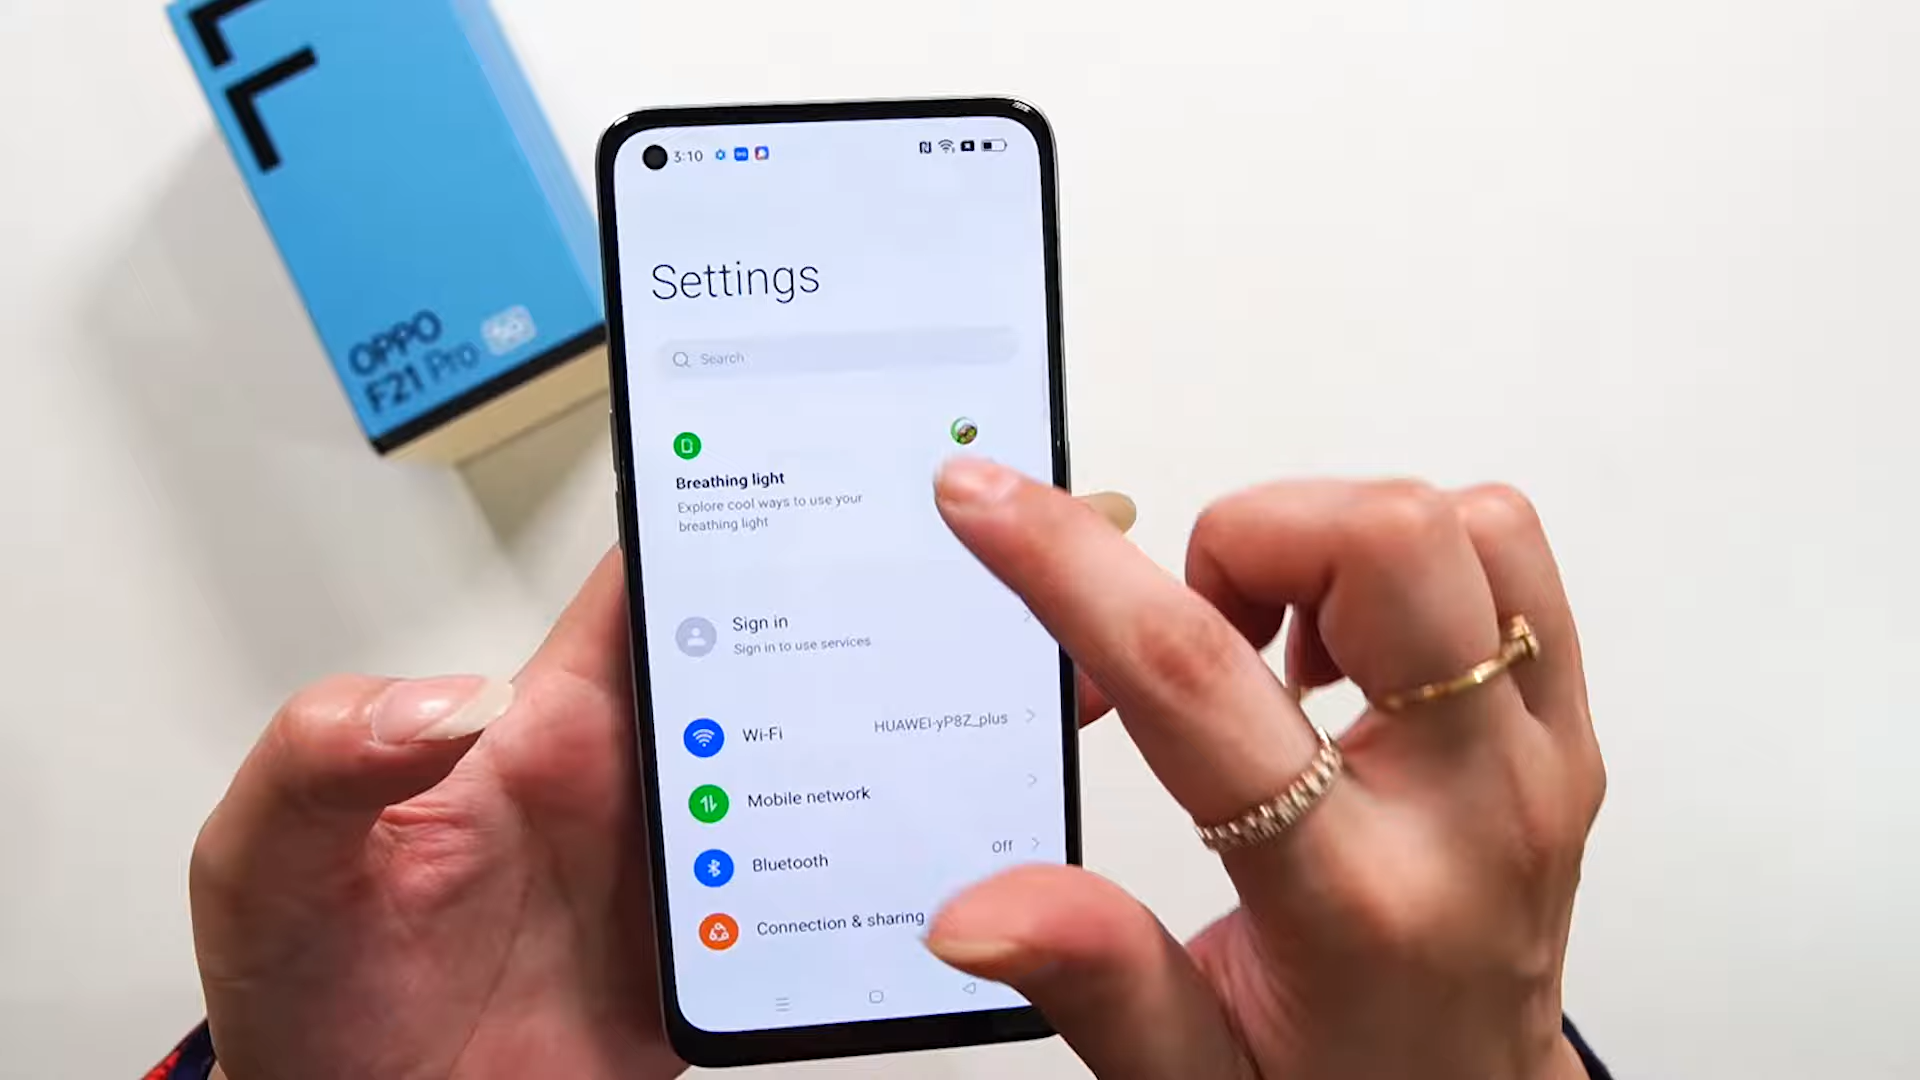 OPPO
F21 Pro 5G
3:10
Settings
Search
Breathing light
Explore cool ways to use your
breathing light
Sign in
Sign in to use services
Wi-Fi HUAWEI-yP8Z_plus
Mobile network
Bluetooth Off
Connection & sharing